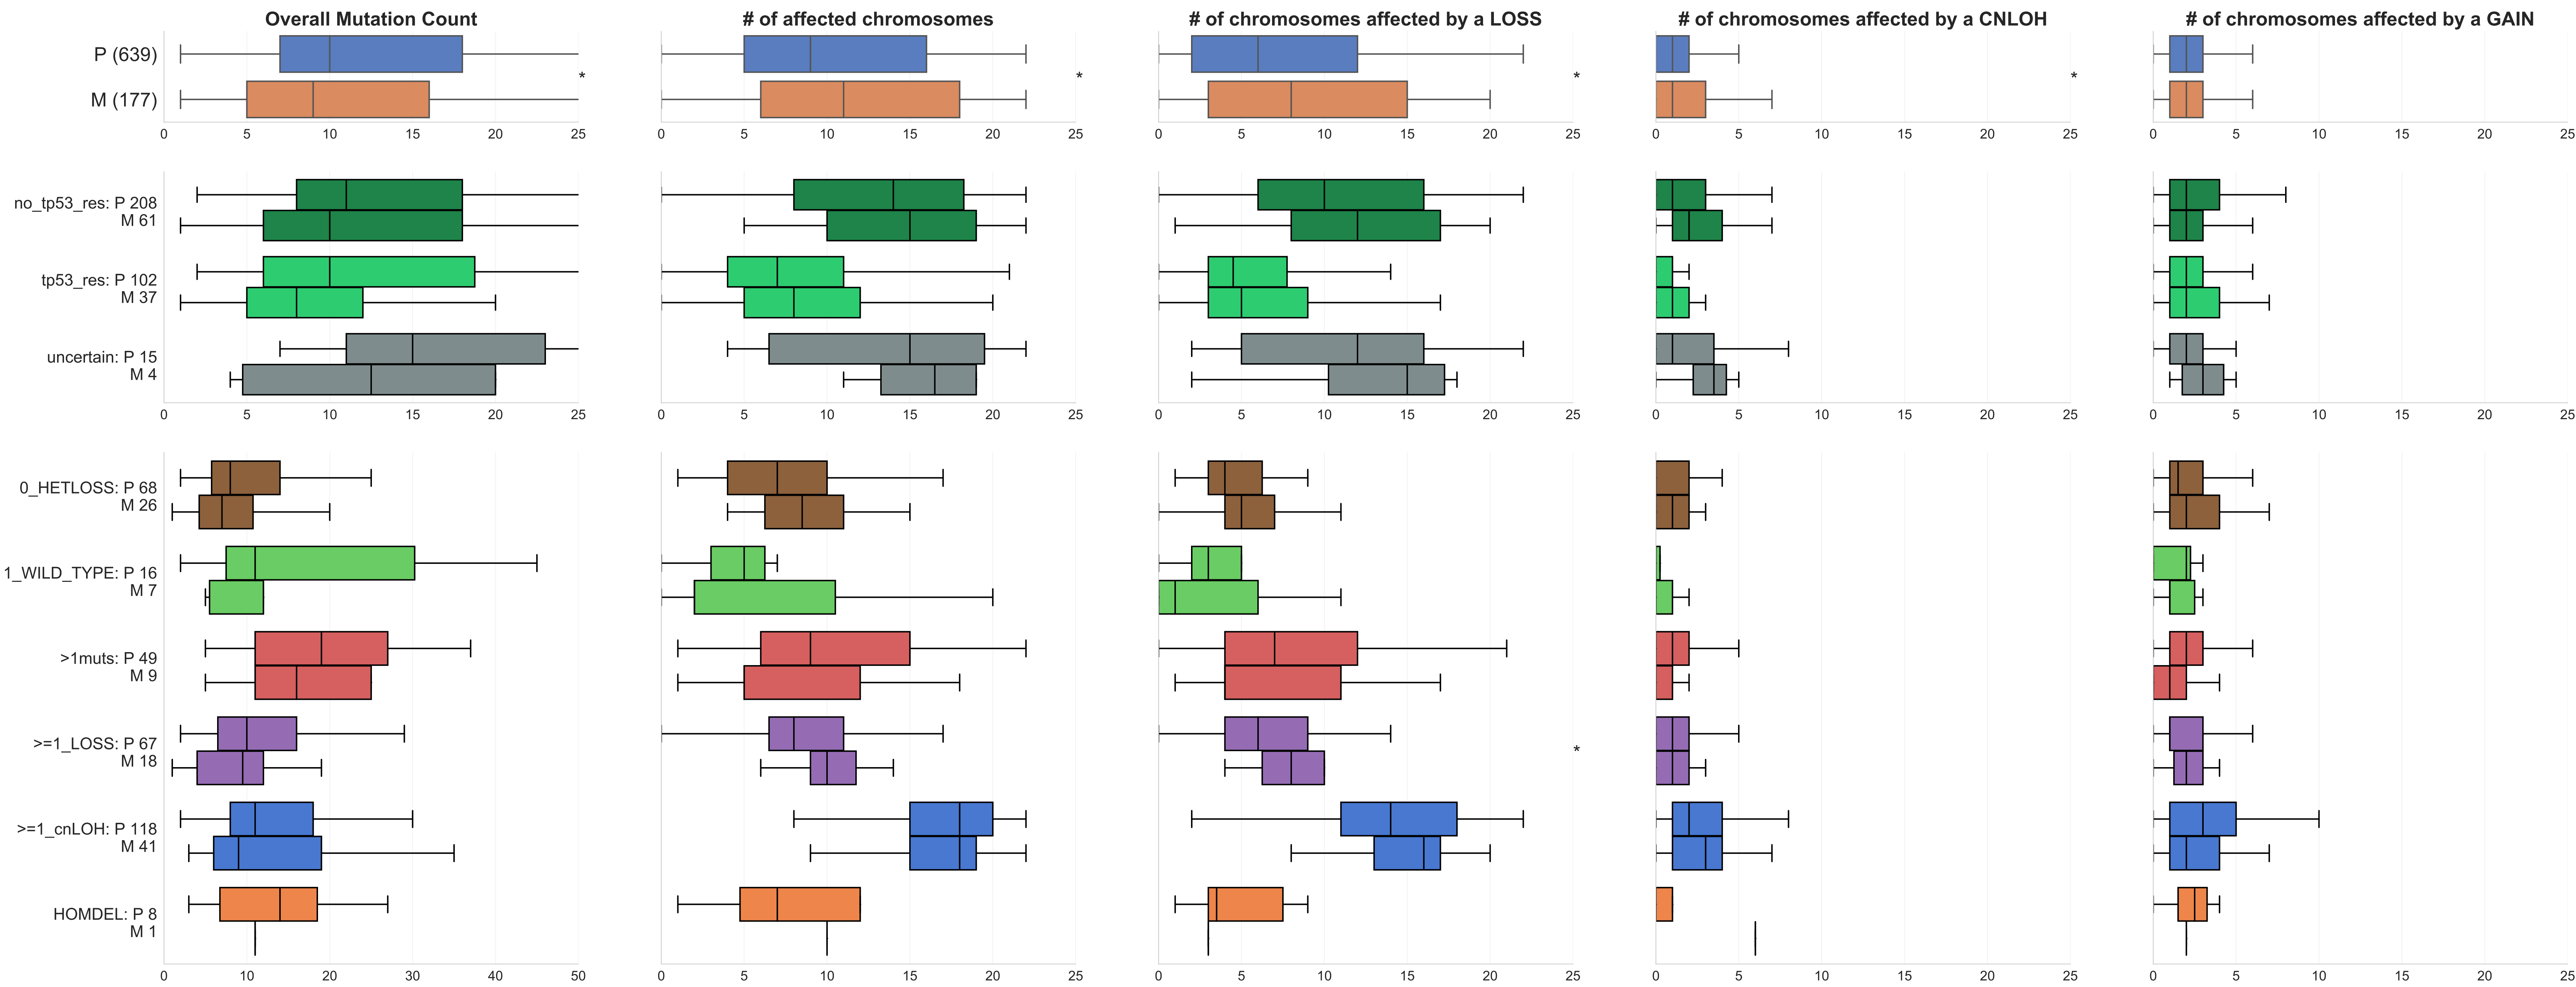 Overall Mutation Count
# of affected chromosomes
# of chromosomes affected by a LOSS
# of chromosomes affected by a CNLOH
# of chromosomes affected by a GAIN
P (639)
* * * *
M (177)
0 5 10 15 20 25
0 5 10 15 20 25
0 5 10 15 20 25
0 5 10 15 20 25
0 5 10 15 20 25
no_tp53_res: P 208
M 61
tp53_res: P 102
M 37
uncertain: P 15
M 4
0 5 10 15 20 25
0 5 10 15 20 25
0 5 10 15 20 25
0 5 10 15 20 25
0 5 10 15 20 25
0_HETLOSS: P 68
M 26
1_WILD_TYPE: P 16
M 7
>1muts: P 49
M 9
>=1_LOSS: P 67
*
M 18
>=1_cnLOH: P 118
M 41
HOMDEL: P 8
M 1
0 10 20 30 40 50
0 5 10 15 20 25
0 5 10 15 20 25
0 5 10 15 20 25
0 5 10 15 20 25